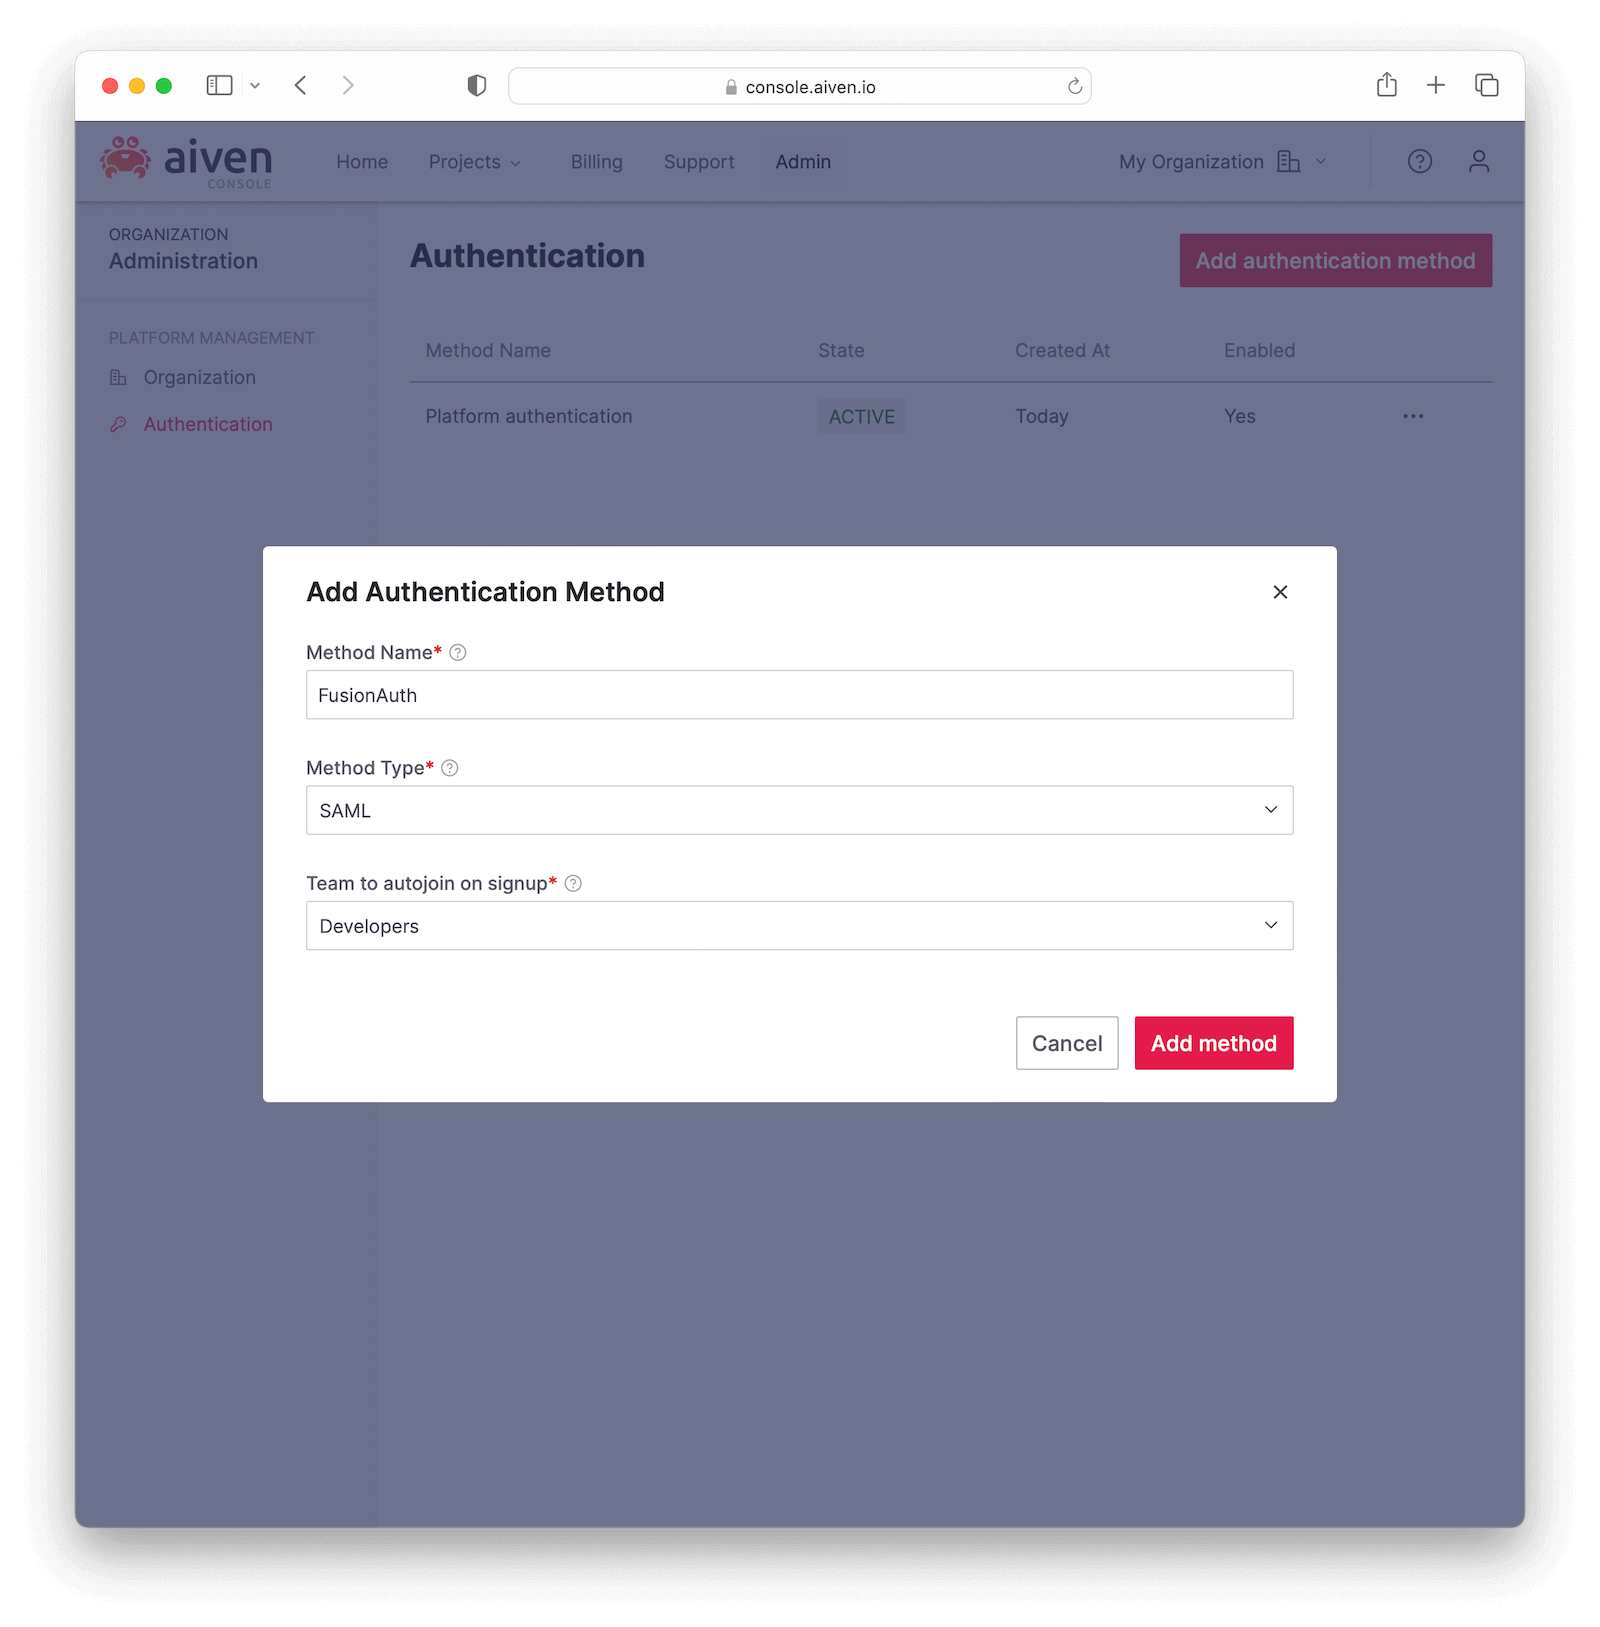 console.aiven.io
aiven
CONSOLE
Home Projects Billing Support Admin My Organization
ORGANIZATION
Administration
PLATFORM MANAGEMENT
Organization
Authentication
Authentication
Add authentication method
Method Name State Created At Enabled
Platform authentication ACTIVE Today Yes
Add Authentication Method
Method Name*
FusionAuth
Method Type*
SAML
Team to autojoin on signup*
Developers
Cancel Add method